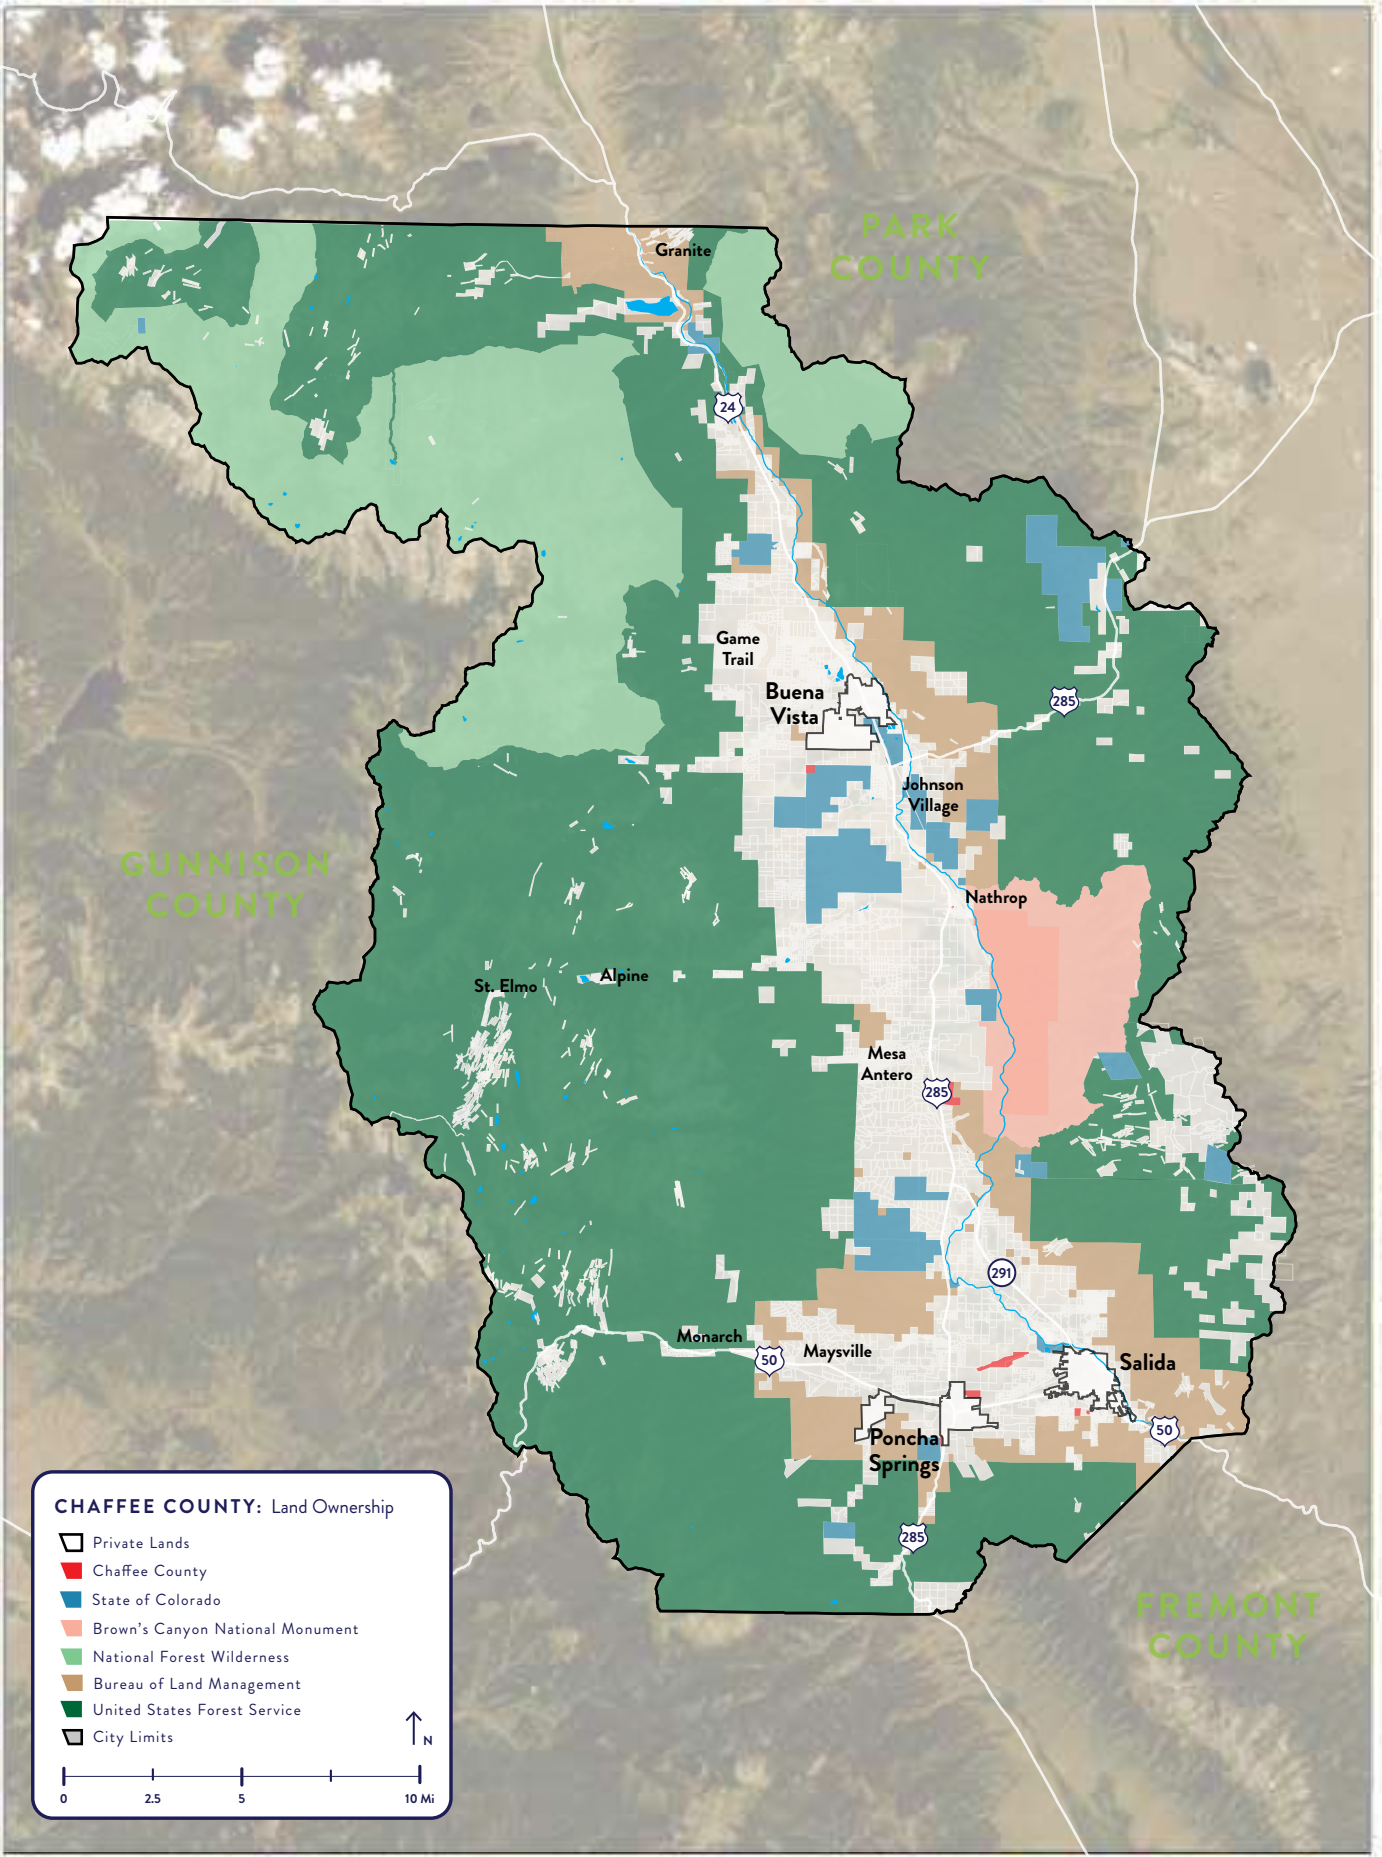 PARK
COUNTY
Granite
24
Game
Trail
Buena
Vista
285
Johnson
Village
GUNNISON
COUNTY
Nathrop
St. Elmo
Alpine
Mesa
Antero
285
291
Monarch
50
Maysville
Salida
50
Poncha
Springs
285
FREMONT
COUNTY
CHAFFEE COUNTY: Land Ownership
Private Lands
Chaffee County
State of Colorado
Brown's Canyon National Monument
National Forest Wilderness
Bureau of Land Management
United States Forest Service
City Limits
N
0 2.5 5 10 Mi